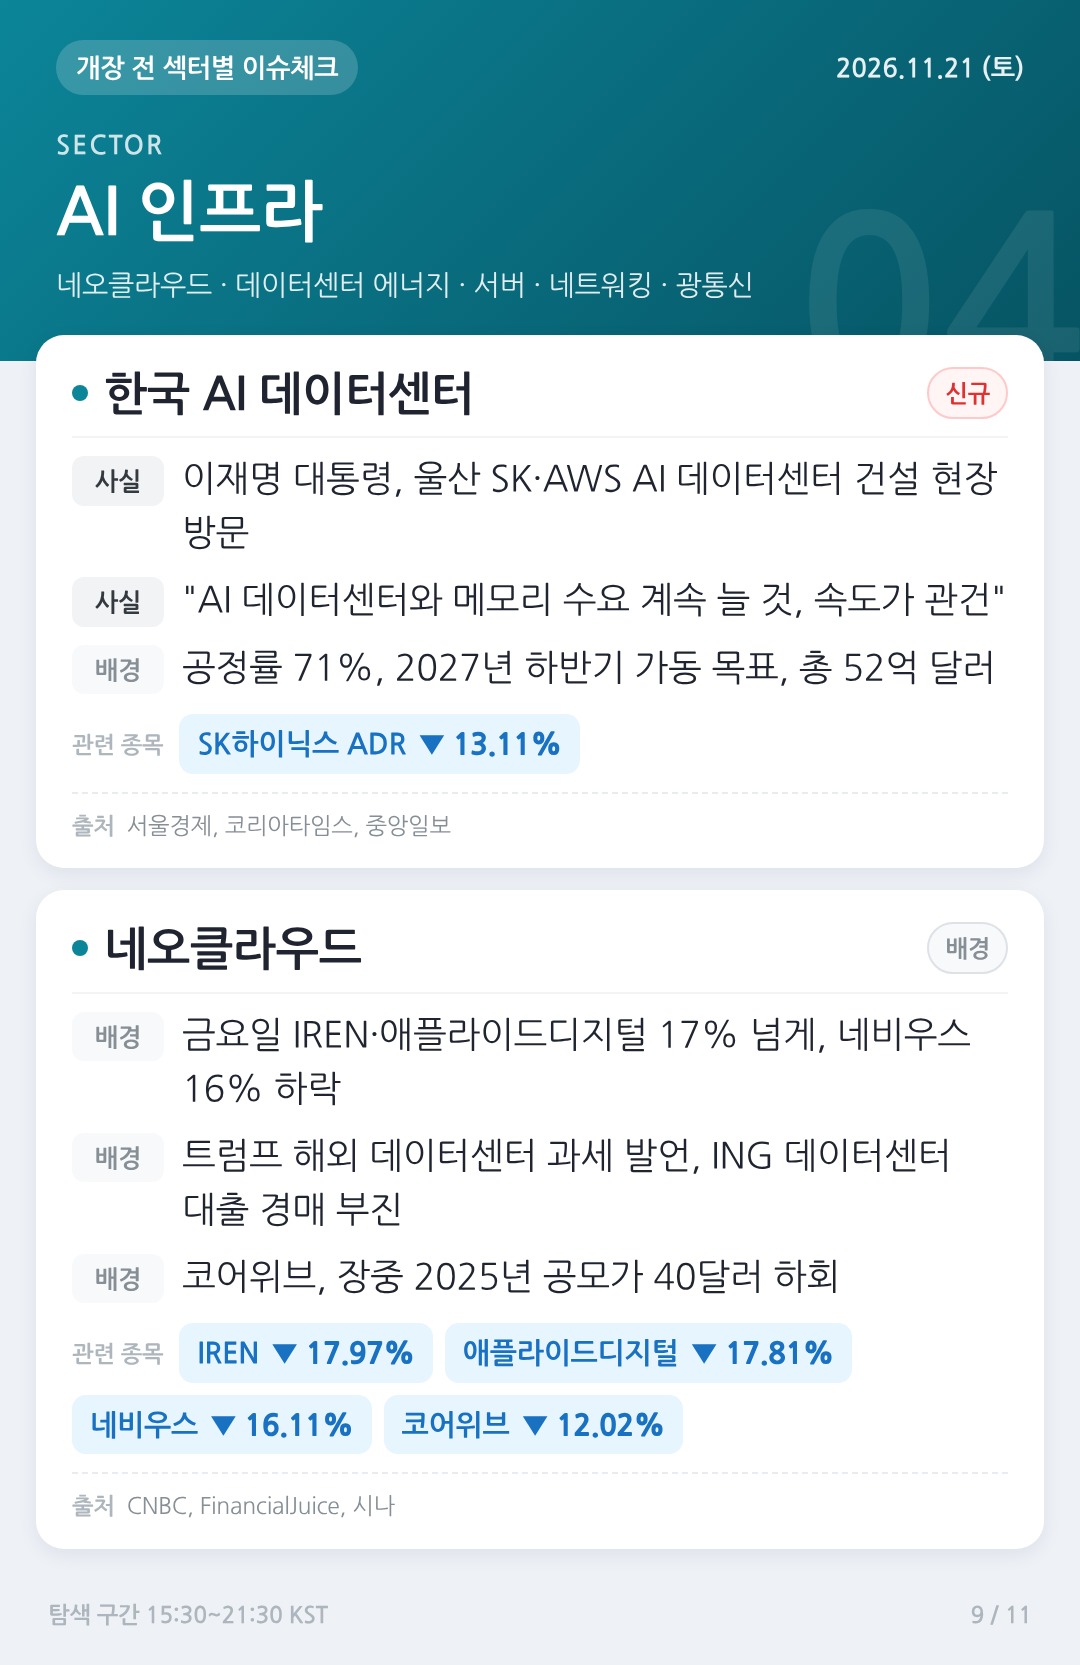 개장 전 섹터별 이슈체크
2026.11.21 (토)
SECTOR
AI 인프라
네오클라우드 · 데이터센터 에너지 · 서버 · 네트워킹 · 광통신
04
한국 AI 데이터센터
신규
사실 이재명 대통령, 울산 SK·AWS AI 데이터센터 건설 현장
방문
사실 "AI 데이터센터와 메모리 수요 계속 늘 것, 속도가 관건"
배경 공정률 71%, 2027년 하반기 가동 목표, 총 52억 달러
관련 종목 SK하이닉스 ADR ▼ 13.11%
출처 서울경제, 코리아타임스, 중앙일보
네오클라우드
배경
배경 금요일 IREN·애플라이드디지털 17% 넘게, 네비우스
16% 하락
배경 트럼프 해외 데이터센터 과세 발언, ING 데이터센터
대출 경매 부진
배경 코어위브, 장중 2025년 공모가 40달러 하회
관련 종목 IREN ▼ 17.97% 애플라이드디지털 ▼ 17.81%
네비우스 ▼ 16.11% 코어위브 ▼ 12.02%
출처 CNBC, FinancialJuice, 시나
탐색 구간 15:30~21:30 KST
9 / 11